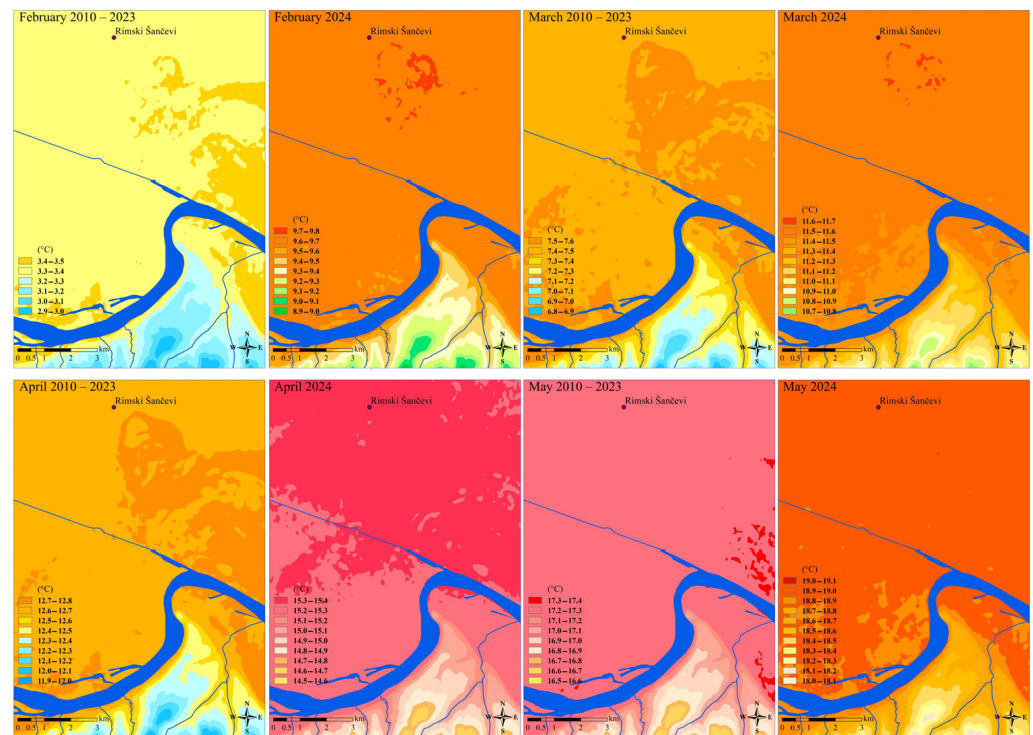 February 2010 – 2023
Rimski Šančevi
(°C)
3.4–3.5
3.3–3.4
3.2–3.3
3.1–3.2
3.0–3.1
2.9–3.0
0 0.5 1 2 3 km
N
W E
S
February 2024
Rimski Šančevi
(°C)
9.7–9.8
9.6–9.7
9.5–9.6
9.4–9.5
9.3–9.4
9.2–9.3
9.1–9.2
9.0–9.1
8.9–9.0
0 0.5 1 2 3 km
N
W E
S
March 2010 – 2023
Rimski Šančevi
(°C)
7.5–7.6
7.4–7.5
7.3–7.4
7.2–7.3
7.1–7.2
7.0–7.1
6.9–7.0
6.8–6.9
0 0.5 1 2 3 km
N
W E
S
March 2024
Rimski Šančevi
(°C)
11.6–11.7
11.5–11.6
11.4–11.5
11.3–11.4
11.2–11.3
11.1–11.2
11.0–11.1
10.9–11.0
10.8–10.9
10.7–10.8
0 0.5 1 2 3 km
N
W E
S
April 2010 – 2023
Rimski Šančevi
(°C)
12.7–12.8
12.6–12.7
12.5–12.6
12.4–12.5
12.3–12.4
12.2–12.3
12.1–12.2
12.0–12.1
11.9–12.0
0 0.5 1 2 3 km
N
W E
S
April 2024
Rimski Šančevi
(°C)
15.3–15.4
15.2–15.3
15.1–15.2
15.0–15.1
14.9–15.0
14.8–14.9
14.7–14.8
14.6–14.7
14.5–14.6
0 0.5 1 2 3 km
N
W E
S
May 2010 – 2023
Rimski Šančevi
(°C)
17.3–17.4
17.2–17.3
17.1–17.2
17.0–17.1
16.9–17.0
16.8–16.9
16.7–16.8
16.6–16.7
16.5–16.6
0 0.5 1 2 3 km
N
W E
S
May 2024
Rimski Šančevi
(°C)
19.0–19.1
18.9–19.0
18.8–18.9
18.7–18.8
18.6–18.7
18.5–18.6
18.4–18.5
18.3–18.4
18.2–18.3
18.1–18.2
18.0–18.1
0 0.5 1 2 3 km
N
W E
S